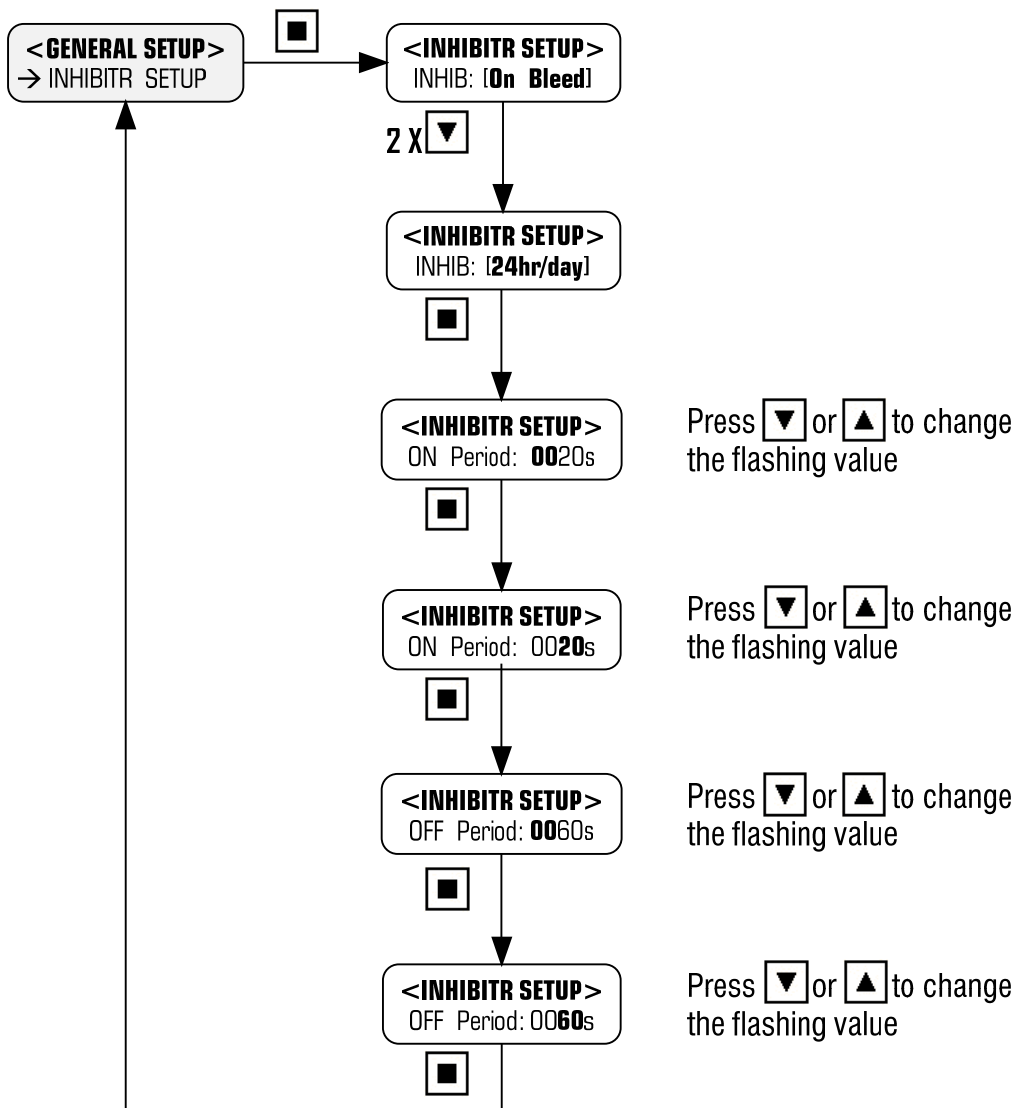 <GENERAL SETUP>
→ INHIBITR SETUP
<INHIBITR SETUP>
INHIB: [On Bleed]
2 X
<INHIBITR SETUP>
INHIB: [24hr/day]
<INHIBITR SETUP>
ON Period: 0020s
Press ▼ or ▲ to change
the flashing value
<INHIBITR SETUP>
ON Period: 0020s
Press ▼ or ▲ to change
the flashing value
<INHIBITR SETUP>
OFF Period: 0060s
Press ▼ or ▲ to change
the flashing value
<INHIBITR SETUP>
OFF Period: 0060s
Press ▼ or ▲ to change
the flashing value